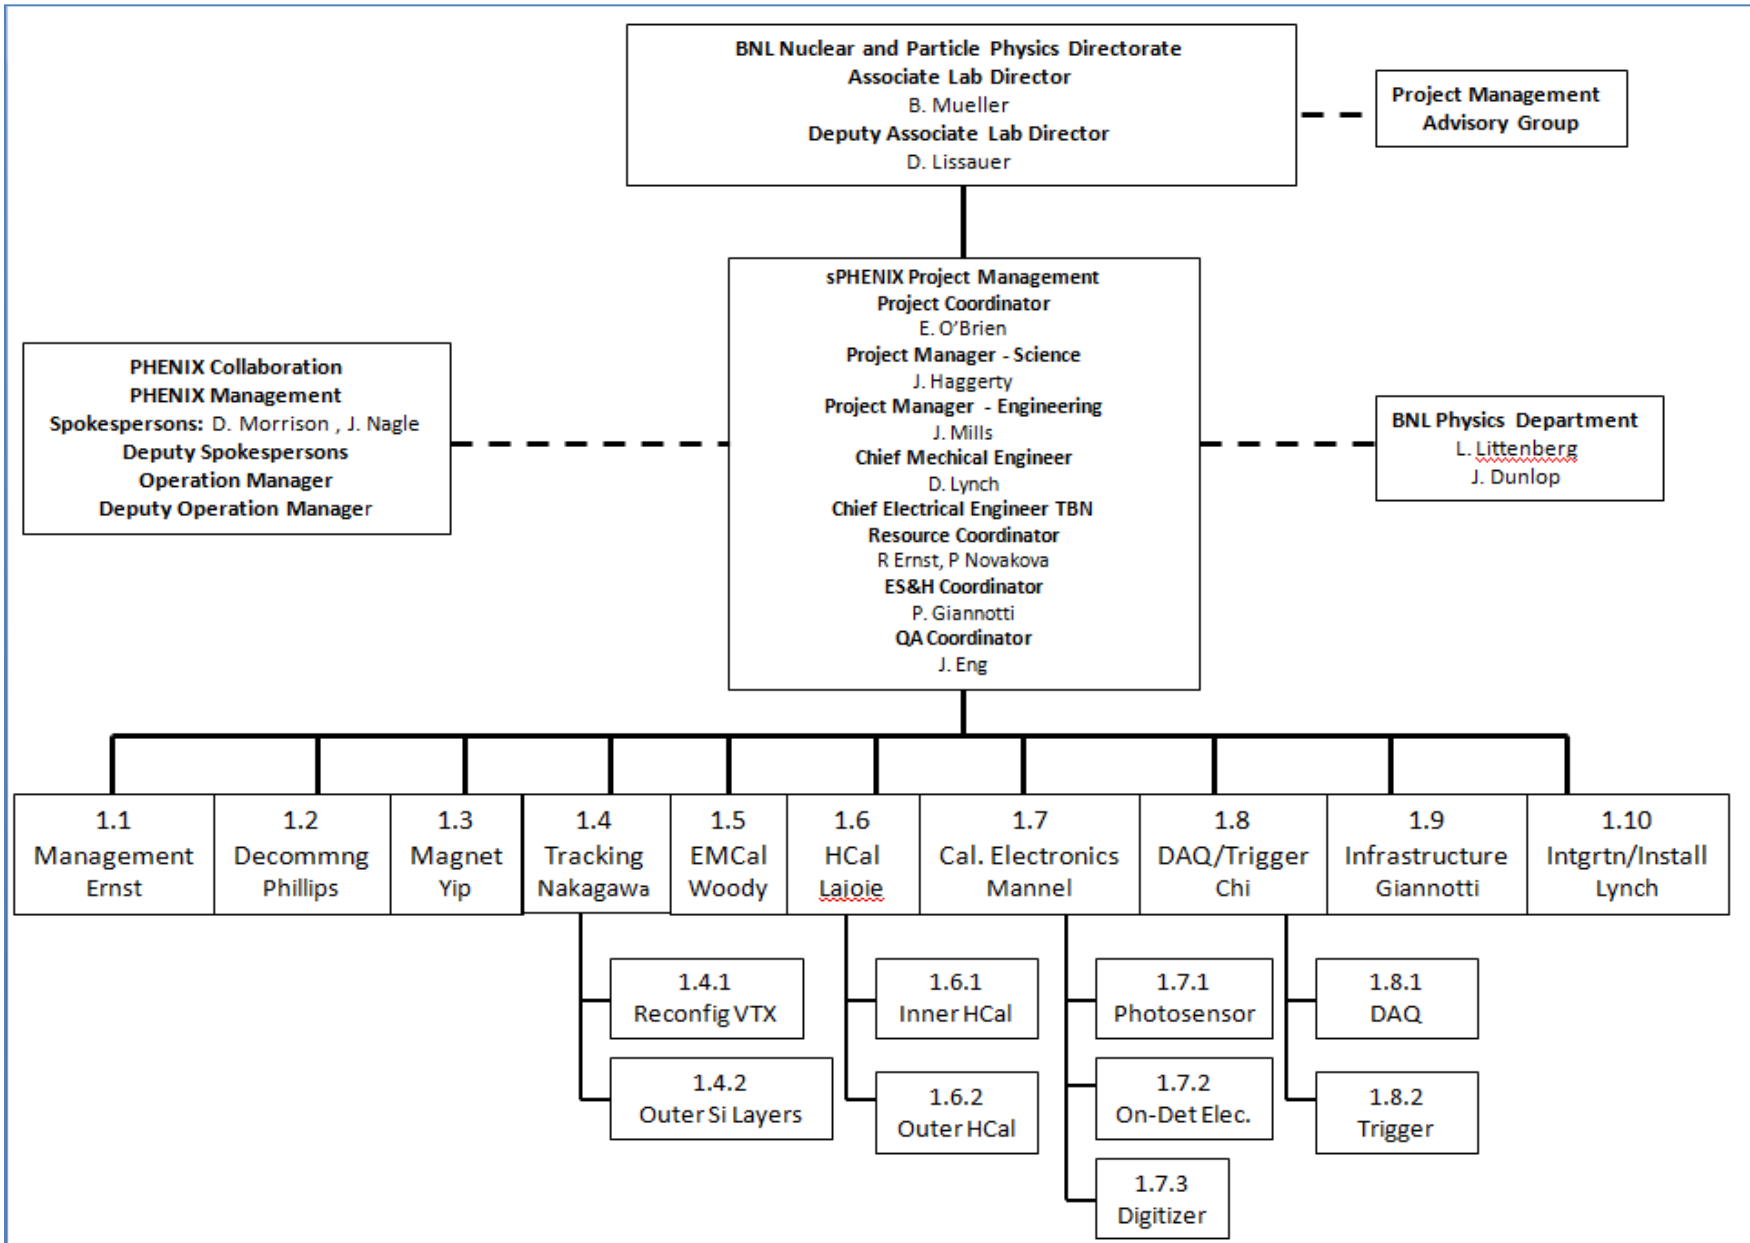 BNL Nuclear and Particle Physics Directorate
Associate Lab Director
B. Mueller
Deputy Associate Lab Director
D. Lissauer
Project Management
Advisory Group
sPHENIX Project Management
Project Coordinator
E. O’Brien
Project Manager - Science
J. Haggerty
Project Manager - Engineering
J. Mills
Chief Mechical Engineer
D. Lynch
Chief Electrical Engineer TBN
Resource Coordinator
R Ernst, P Novakova
ES&H Coordinator
P. Giannotti
QA Coordinator
J. Eng
PHENIX Collaboration
PHENIX Management
Spokespersons: D. Morrison , J. Nagle
Deputy Spokespersons
Operation Manager
Deputy Operation Manager
BNL Physics Department
L. Littenberg
J. Dunlop
1.1
Management
Ernst
1.2
Decommng
Phillips
1.3
Magnet
Yip
1.4
Tracking
Nakagawa
1.5
EMCal
Woody
1.6
HCal
Laioie
1.7
Cal. Electronics
Mannel
1.8
DAQ/Trigger
Chi
1.9
Infrastructure
Giannotti
1.10
Intgrtn/Install
Lynch
1.4.1
Reconfig VTX
1.4.2
Outer Si Layers
1.6.1
Inner HCal
1.6.2
Outer HCal
1.7.1
Photosensor
1.7.2
On-Det Elec.
1.7.3
Digitizer
1.8.1
DAQ
1.8.2
Trigger